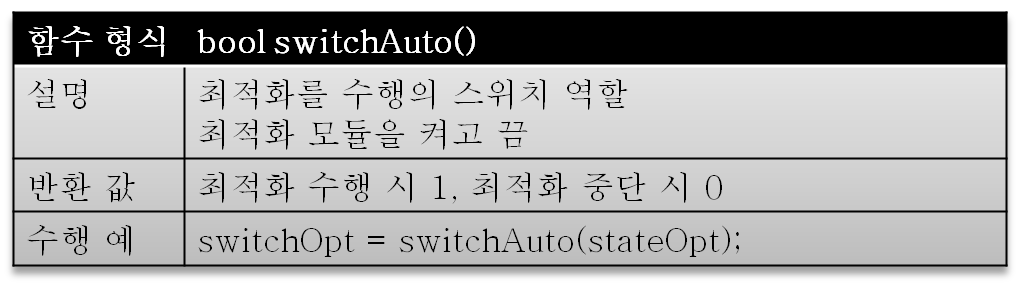 함수 형식 bool switchAuto()
설명 최적화를 수행의 스위치 역할
최적화 모듈을 켜고 끔
반환 값 최적화 수행 시 1, 최적화 중단 시 0
수행 예 switchOpt = switchAuto(stateOpt);